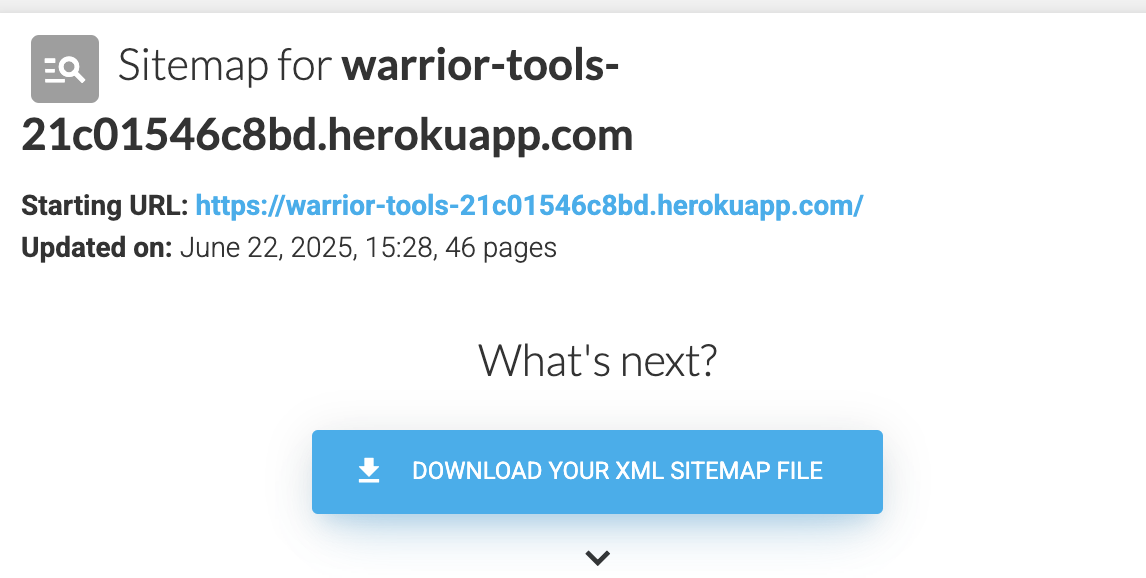 Sitemap for warrior-tools-
21c01546c8bd.herokuapp.com
Starting URL: https://warrior-tools-21c01546c8bd.herokuapp.com/
Updated on: June 22, 2025, 15:28, 46 pages
What's next?
DOWNLOAD YOUR XML SITEMAP FILE